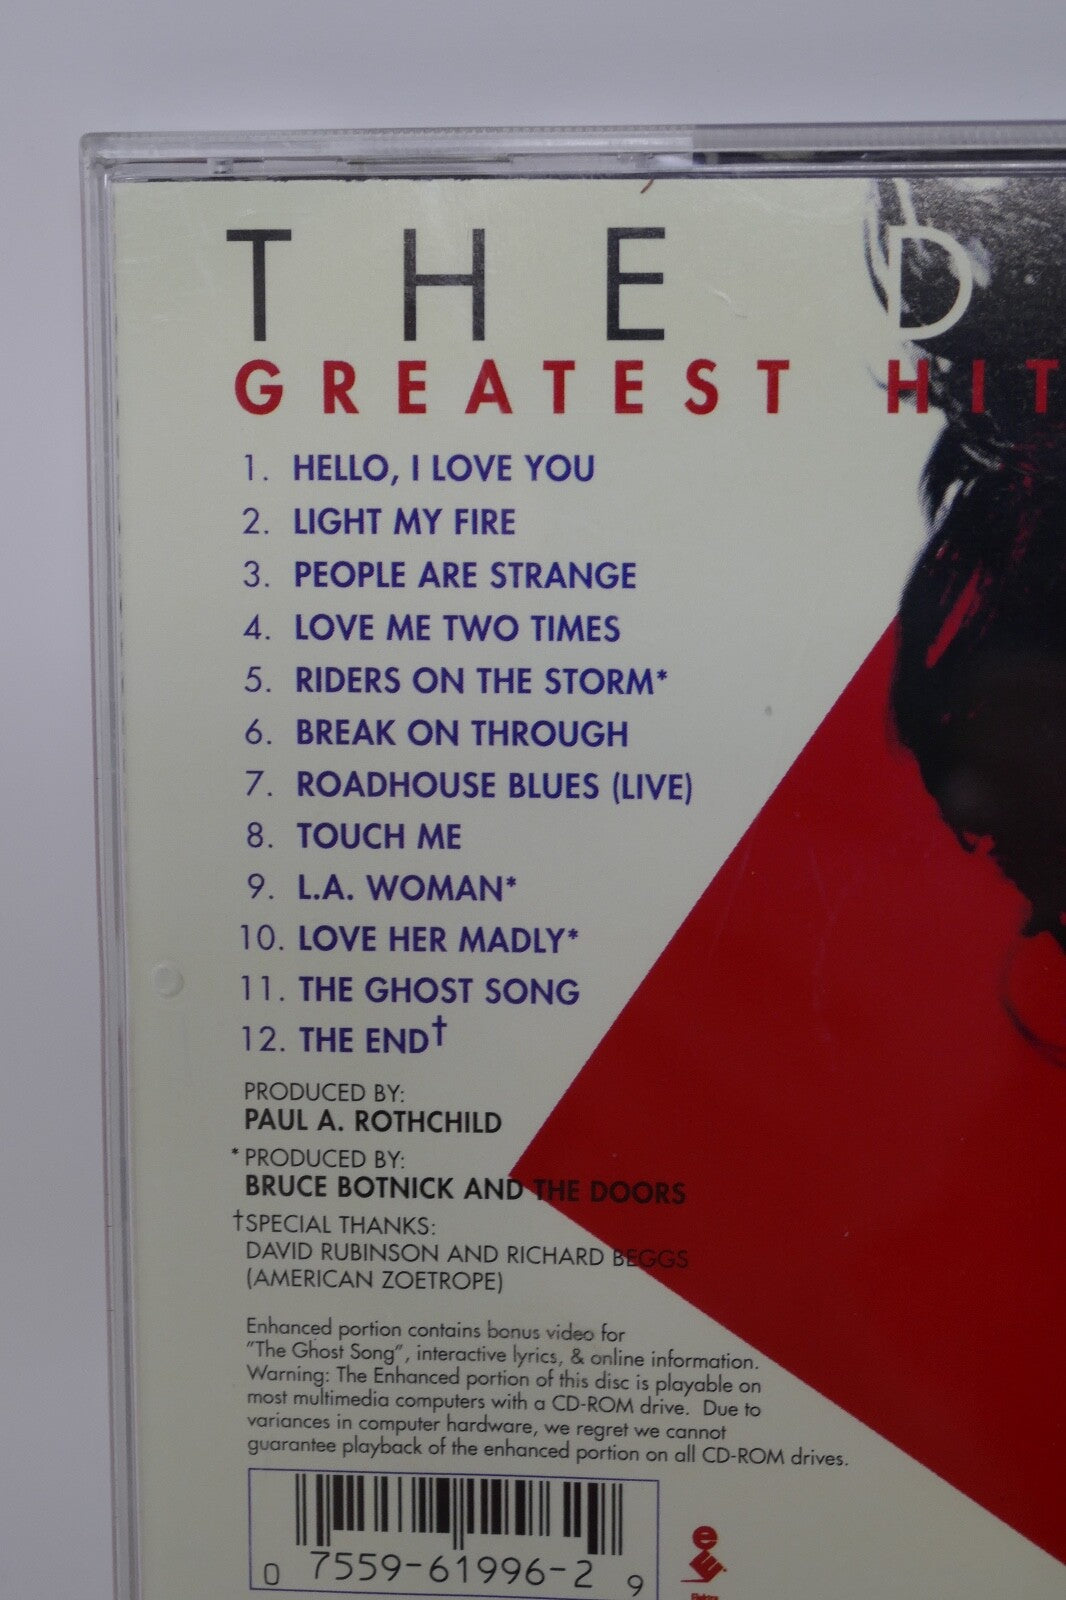 THE D
GREATEST HIT
1. HELLO, I LOVE YOU
2. LIGHT MY FIRE
3. PEOPLE ARE STRANGE
4. LOVE ME TWO TIMES
5. RIDERS ON THE STORM*
6. BREAK ON THROUGH
7. ROADHOUSE BLUES (LIVE)
8. TOUCH ME
9. L.A. WOMAN*
10. LOVE HER MADLY*
11. THE GHOST SONG
12. THE END†
PRODUCED BY:
PAUL A. ROTHCHILD
*PRODUCED BY:
BRUCE BOTNICK AND THE DOORS
†SPECIAL THANKS:
DAVID RUBINSON AND RICHARD BEGGS
(AMERICAN ZOETROPE)
Enhanced portion contains bonus video for
"The Ghost Song", interactive lyrics, & online information.
Warning: The Enhanced portion of this disc is playable on
most multimedia computers with a CD-ROM drive. Due to
variances in computer hardware, we regret we cannot
guarantee playback of the enhanced portion on all CD-ROM drives.
0 7559-61996-2 9
Elektra